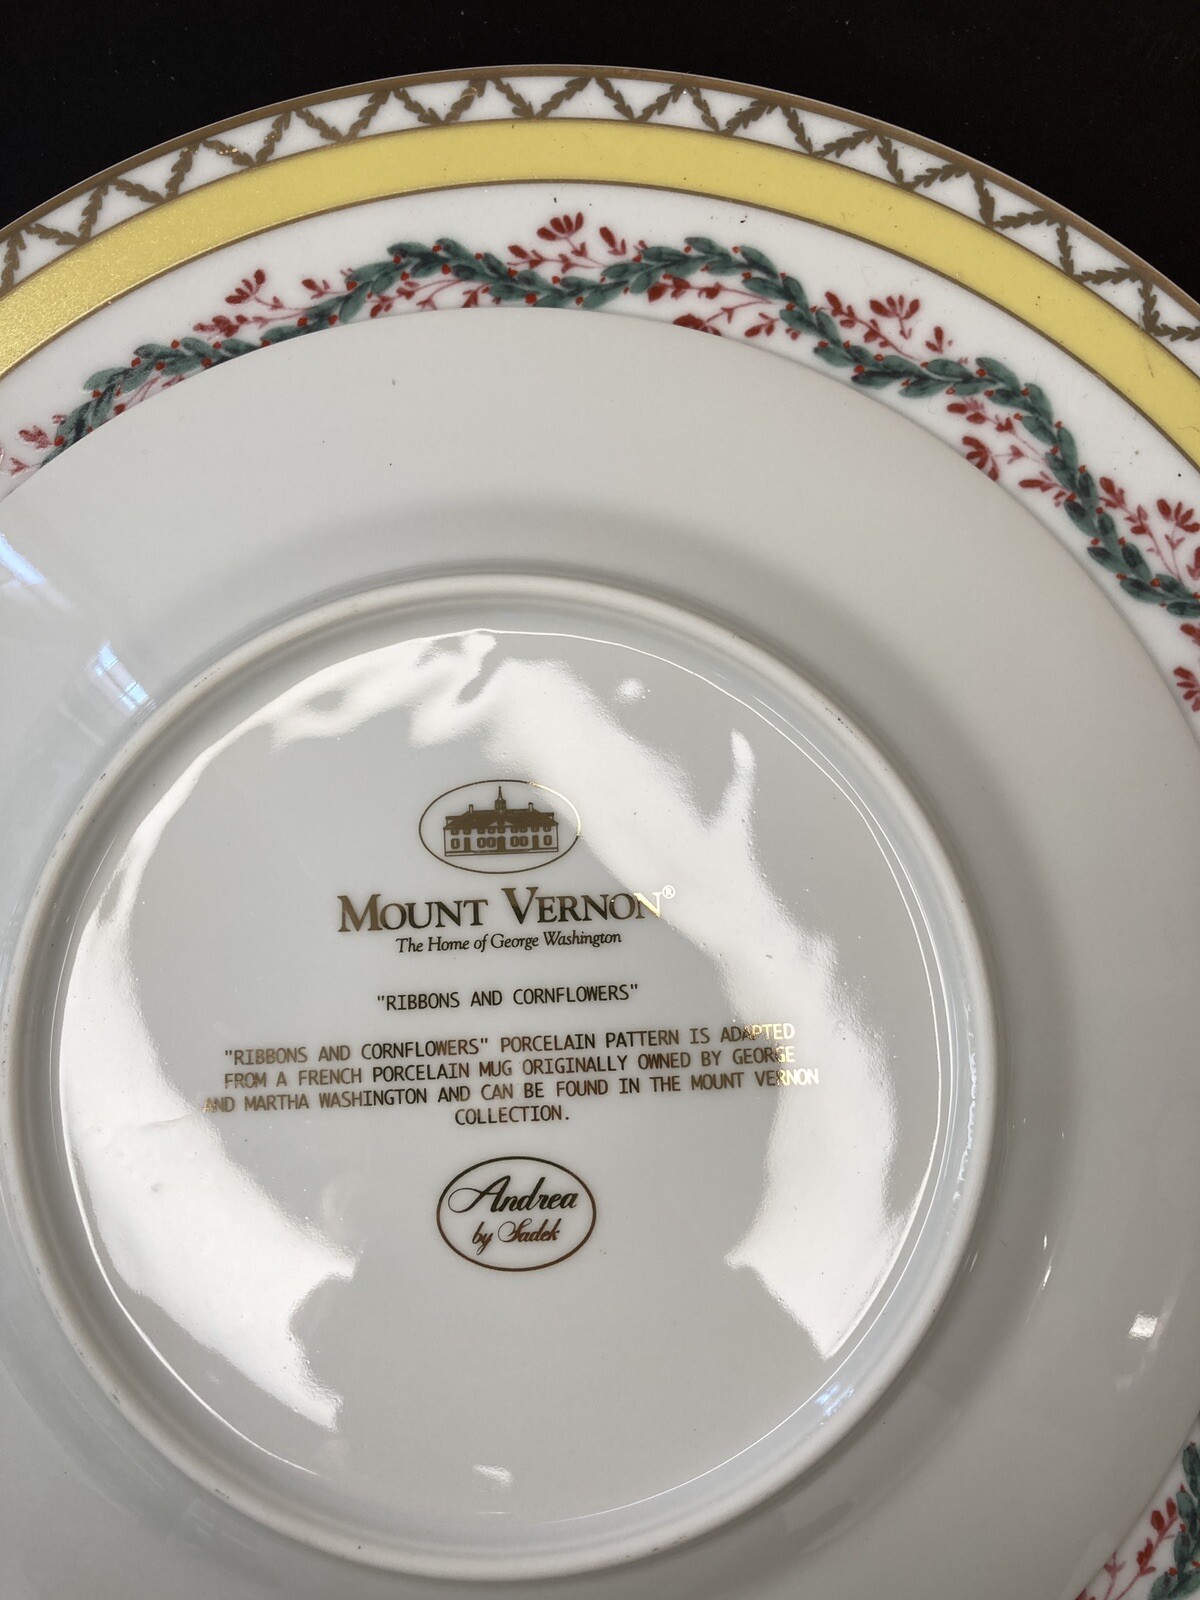 MOUNT VERNON®
The Home of George Washington
"RIBBONS AND CORNFLOWERS"
"RIBBONS AND CORNFLOWERS" PORCELAIN PATTERN IS ADAPTED
FROM A FRENCH PORCELAIN MUG ORIGINALLY OWNED BY GEORGE
AND MARTHA WASHINGTON AND CAN BE FOUND IN THE MOUNT VERNON
COLLECTION.
Andrea
by Sadek